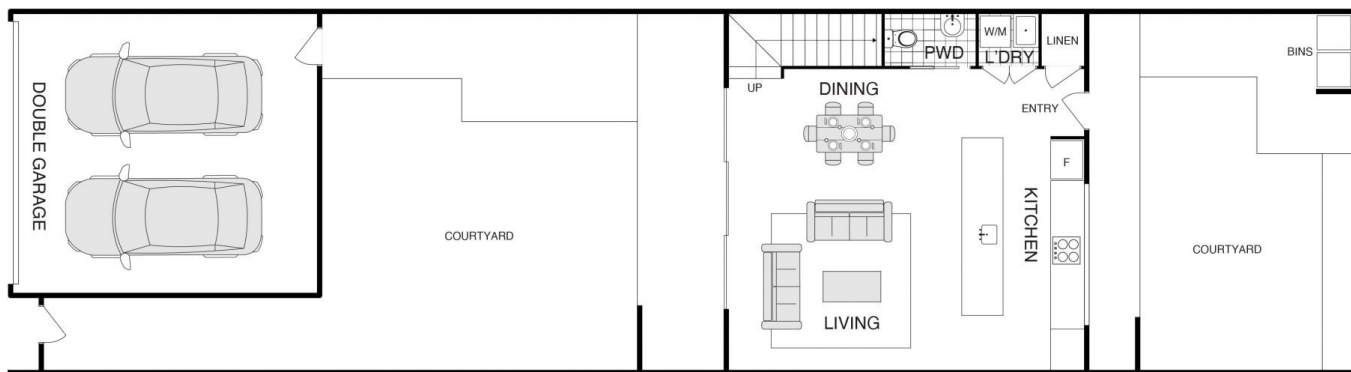 DOUBLE GARAGE
COURTYARD
UP
DINING
PWD
W/M
L'DRY
LINEN
ENTRY
F
KITCHEN
LIVING
BINS
COURTYARD